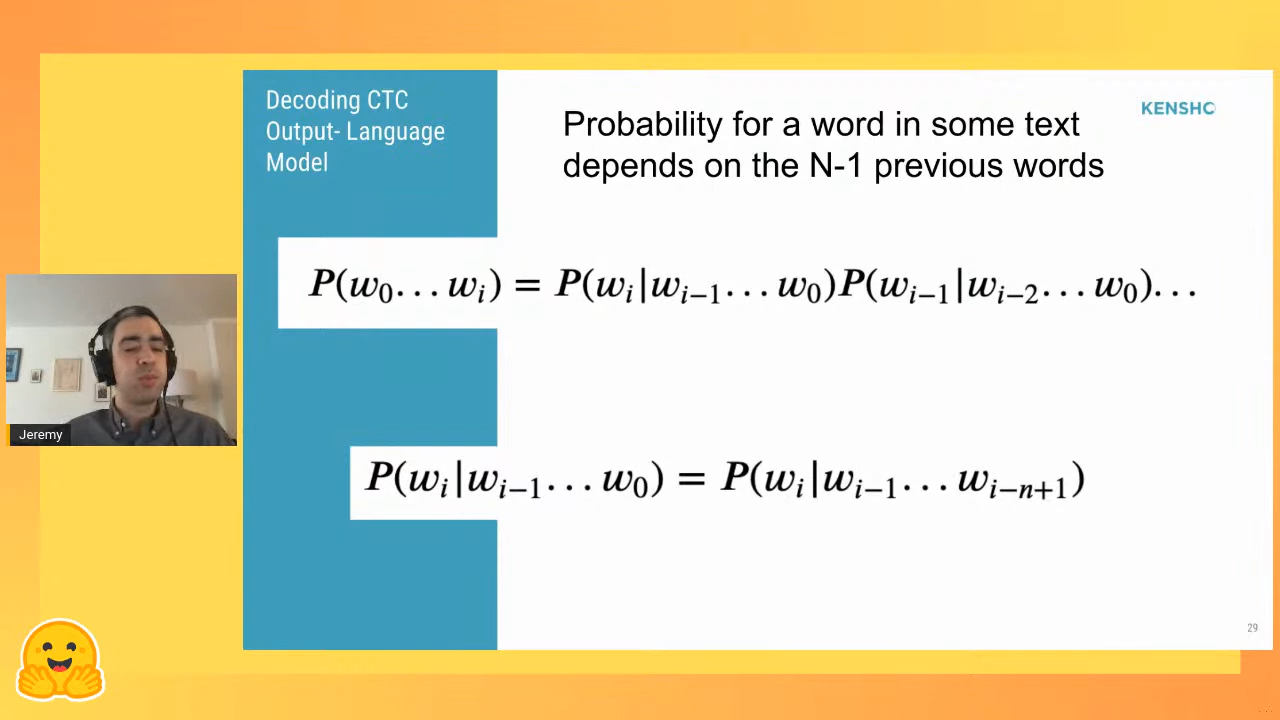 Decoding CTC
Output- Language
Model
KENSHO
Probability for a word in some text
depends on the N-1 previous words
P(w₀…wᵢ) = P(wᵢ|wᵢ₋₁…w₀)P(wᵢ₋₁|wᵢ₋₂…w₀)…
P(wᵢ|wᵢ₋₁…w₀) = P(wᵢ|wᵢ₋₁…wᵢ₋ₙ₊₁)
Jeremy
29